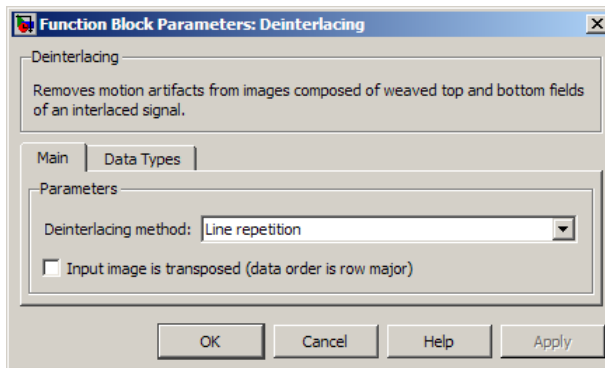 Function Block Parameters: Deinterlacing
Deinterlacing
Removes motion artifacts from images composed of weaved top and bottom fields
of an interlaced signal.
Main Data Types
Parameters
Deinterlacing method: Line repetition
Input image is transposed (data order is row major)
OK Cancel Help Apply